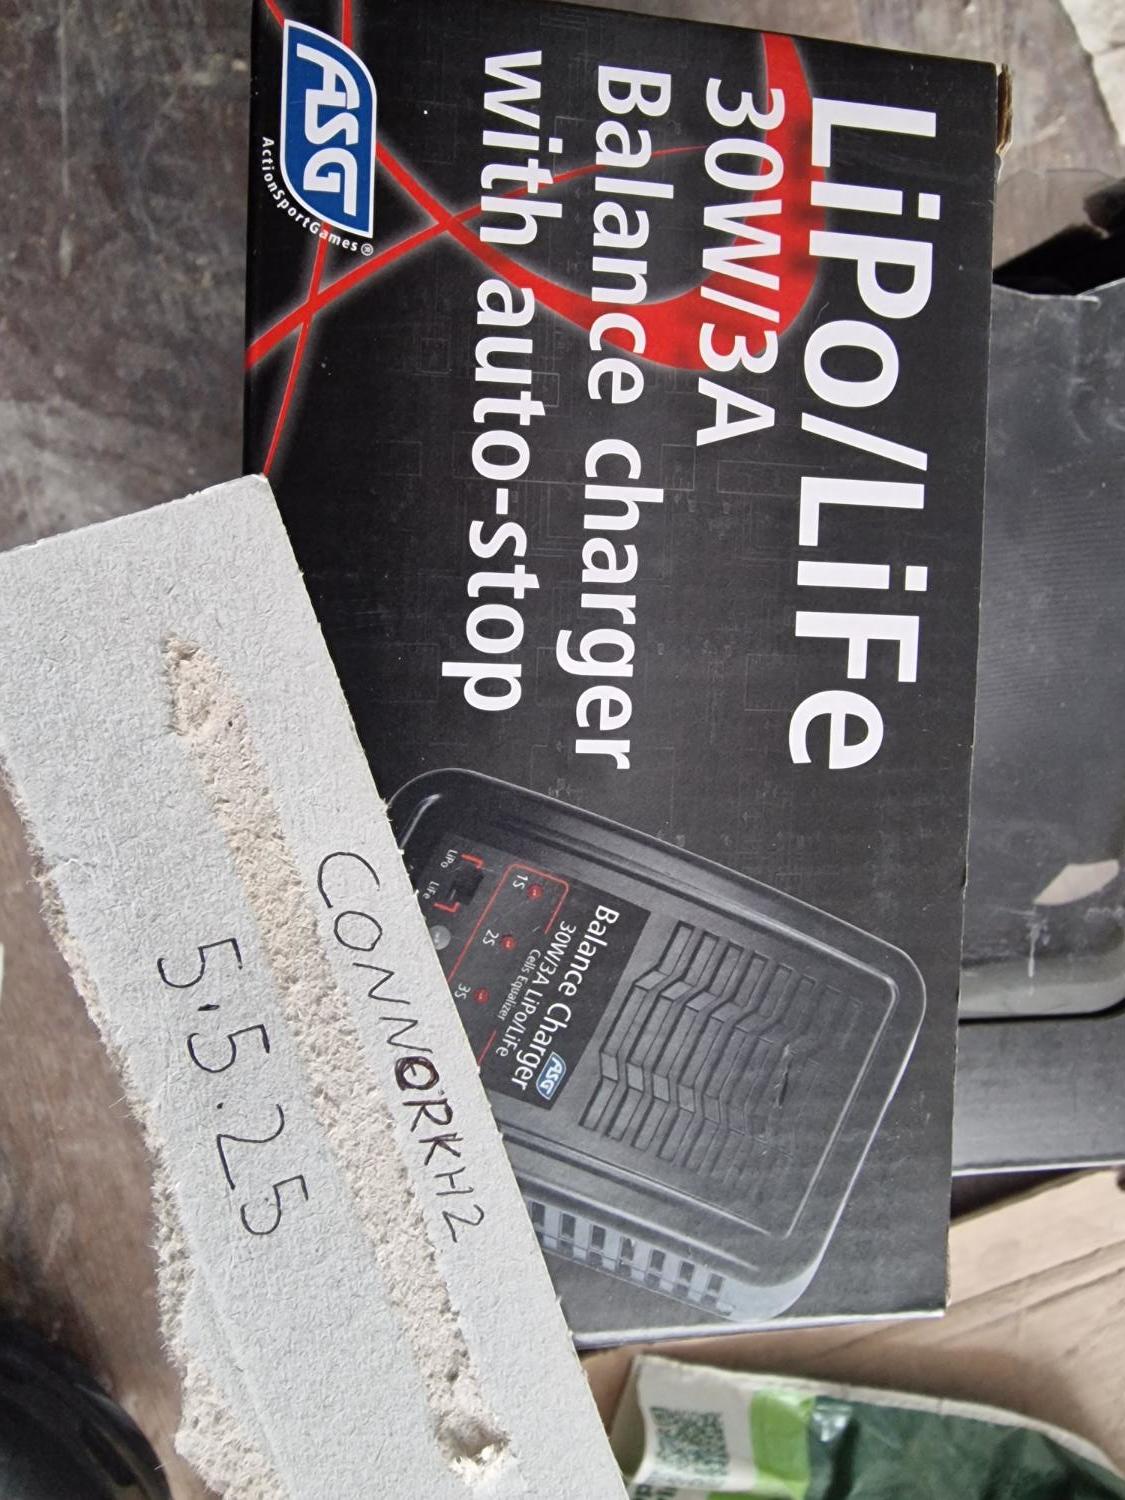 LiPo/LiFe
30W/3A
Balance charger
with auto-stop
ASG
ActionSportGames®
Balance Charger
30W/3A LiPo/LiFe
Cells Equalizer
ASG
1S
2S
3S
LiPo LiFe
CONNORKH2
5.5.25